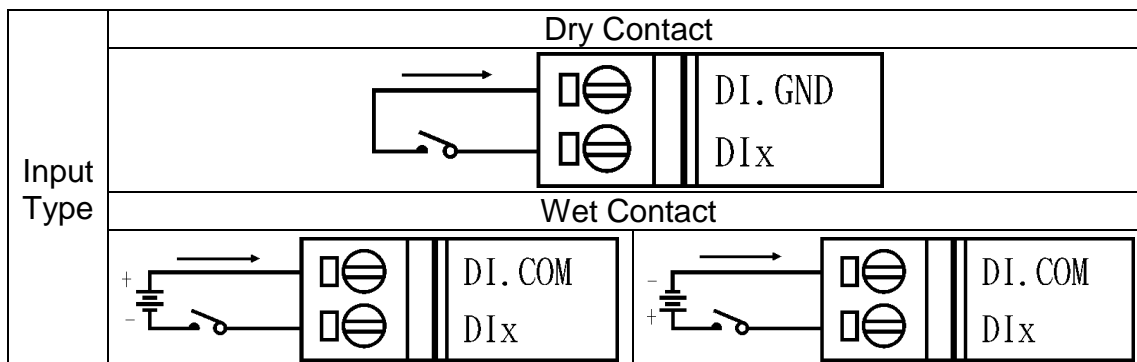 Input
Type
Dry Contact
DI.GND
DIx
Wet Contact
+
-
DI.COM
DIx
-
+
DI.COM
DIx